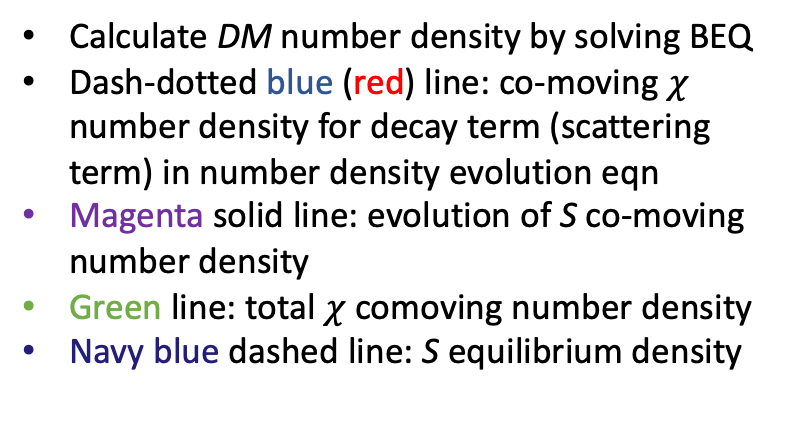 • Calculate DM number density by solving BEQ
• Dash-dotted blue (red) line: co-moving χ
number density for decay term (scattering
term) in number density evolution eqn
• Magenta solid line: evolution of S co-moving
number density
• Green line: total χ comoving number density
• Navy blue dashed line: S equilibrium density